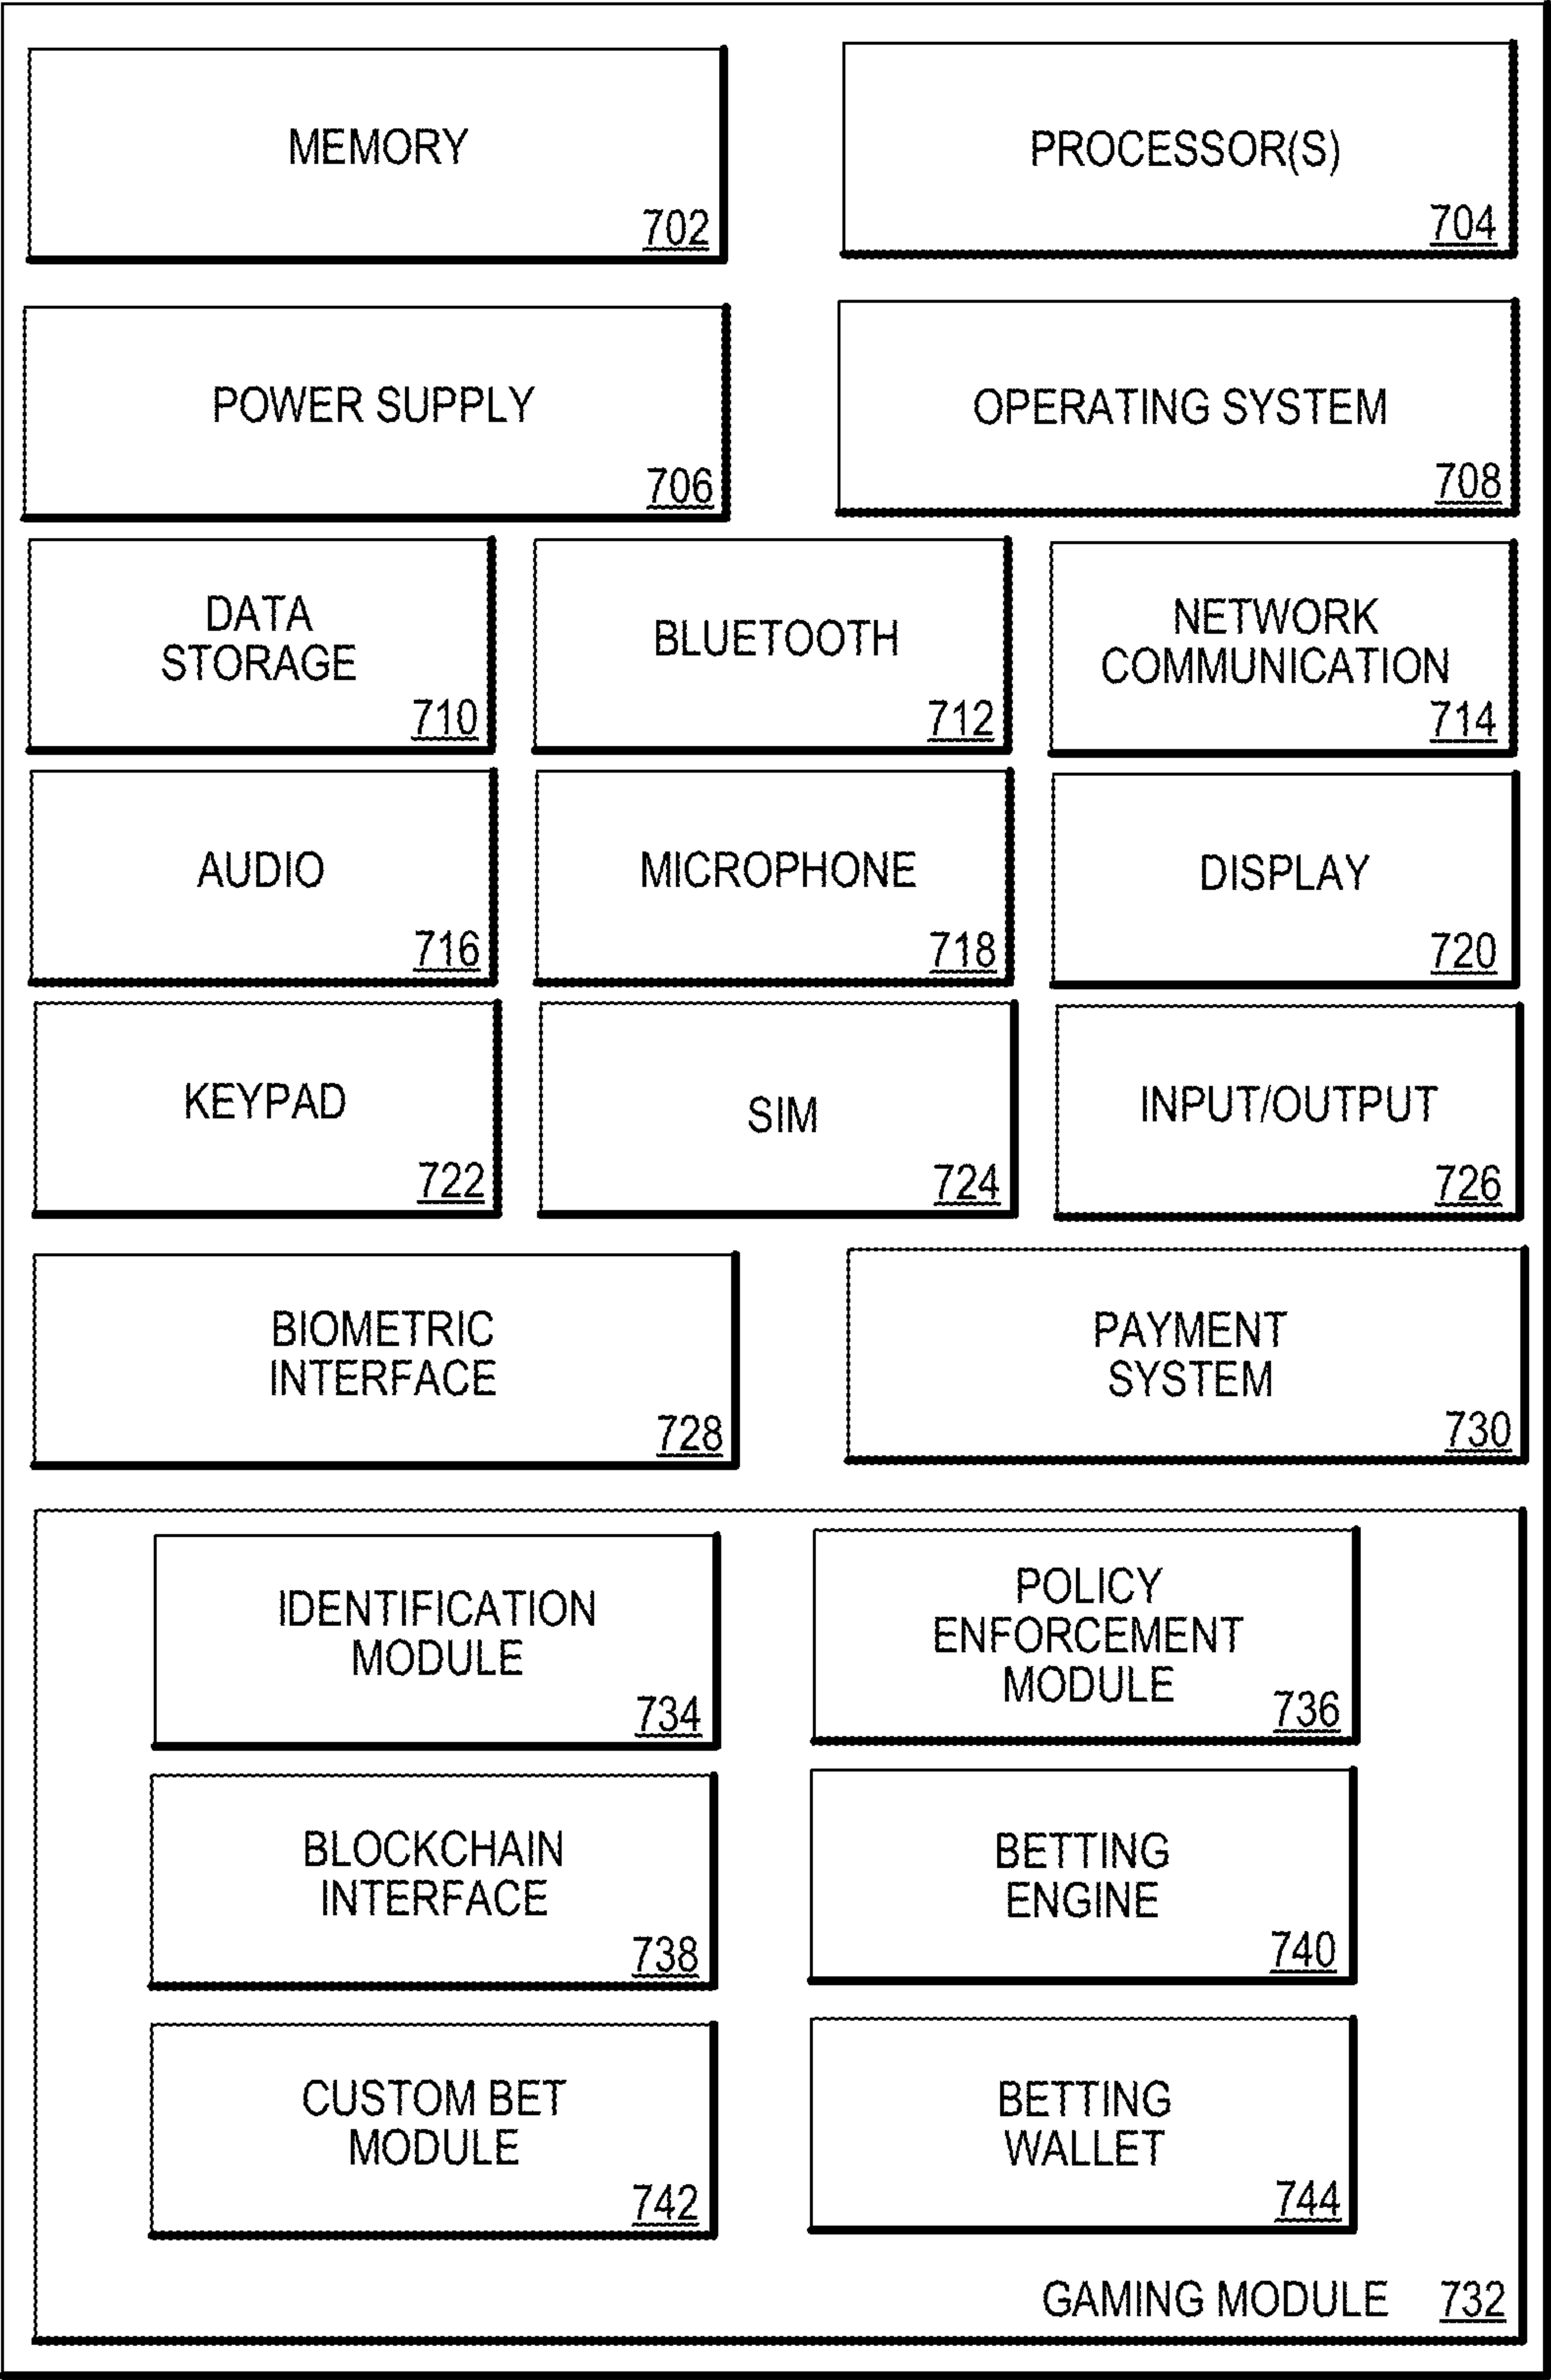 MEMORY
702
PROCESSOR(S)
704
POWER SUPPLY
706
OPERATING SYSTEM
708
DATA
STORAGE
710
BLUETOOTH
712
NETWORK
COMMUNICATION
714
AUDIO
716
MICROPHONE
718
DISPLAY
720
KEYPAD
722
SIM
724
INPUT/OUTPUT
726
BIOMETRIC
INTERFACE
728
PAYMENT
SYSTEM
730
IDENTIFICATION
MODULE
734
POLICY
ENFORCEMENT
MODULE
736
BLOCKCHAIN
INTERFACE
738
BETTING
ENGINE
740
CUSTOM BET
MODULE
742
BETTING
WALLET
744
GAMING MODULE 732